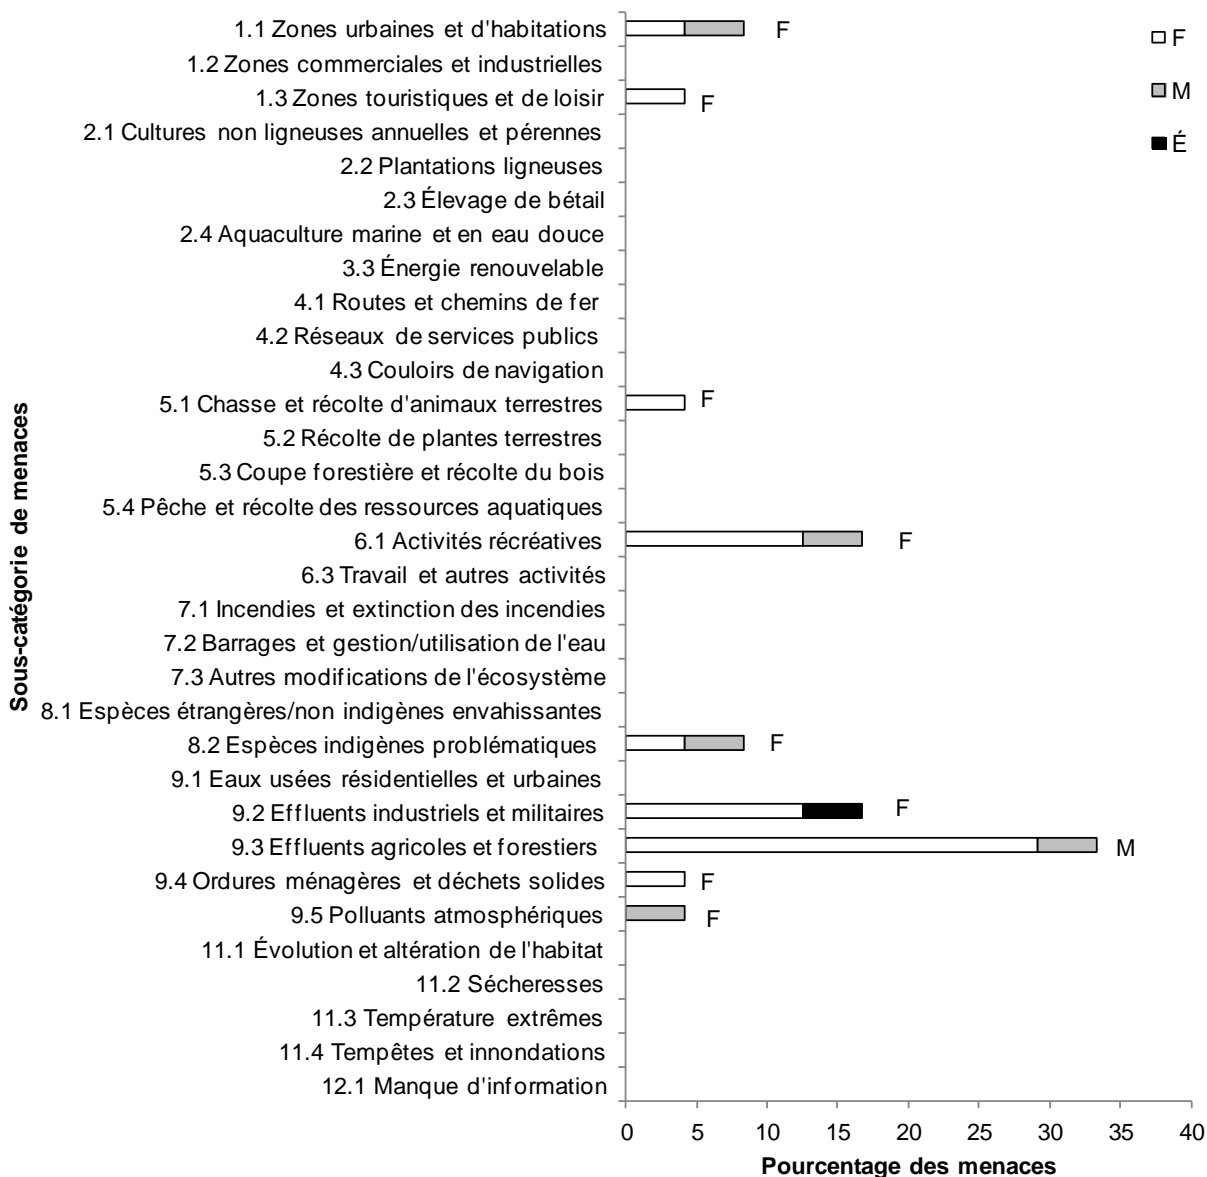 1.1 Zones urbaines et d'habitations F
1.2 Zones commerciales et industrielles
1.3 Zones touristiques et de loisir F
2.1 Cultures non ligneuses annuelles et pérennes
2.2 Plantations ligneuses
2.3 Élevage de bétail
2.4 Aquaculture marine et en eau douce
3.3 Énergie renouvelable
4.1 Routes et chemins de fer
4.2 Réseaux de services publics
4.3 Couloirs de navigation
5.1 Chasse et récolte d'animaux terrestres F
5.2 Récolte de plantes terrestres
5.3 Coupe forestière et récolte du bois
5.4 Pêche et récolte des ressources aquatiques
6.1 Activités récréatives F
6.3 Travail et autres activités
7.1 Incendies et extinction des incendies
7.2 Barrages et gestion/utilisation de l'eau
7.3 Autres modifications de l'écosystème
8.1 Espèces étrangères/non indigènes envahissantes
8.2 Espèces indigènes problématiques F
9.1 Eaux usées résidentielles et urbaines
9.2 Effluents industriels et militaires F
9.3 Effluents agricoles et forestiers M
9.4 Ordures ménagères et déchets solides F
9.5 Polluants atmosphériques F
11.1 Évolution et altération de l'habitat
11.2 Sécheresses
11.3 Température extrêmes
11.4 Tempêtes et innondations
12.1 Manque d'information
Sous-catégorie de menaces
0 5 10 15 20 25 30 35 40
Pourcentage des menaces
F
M
É